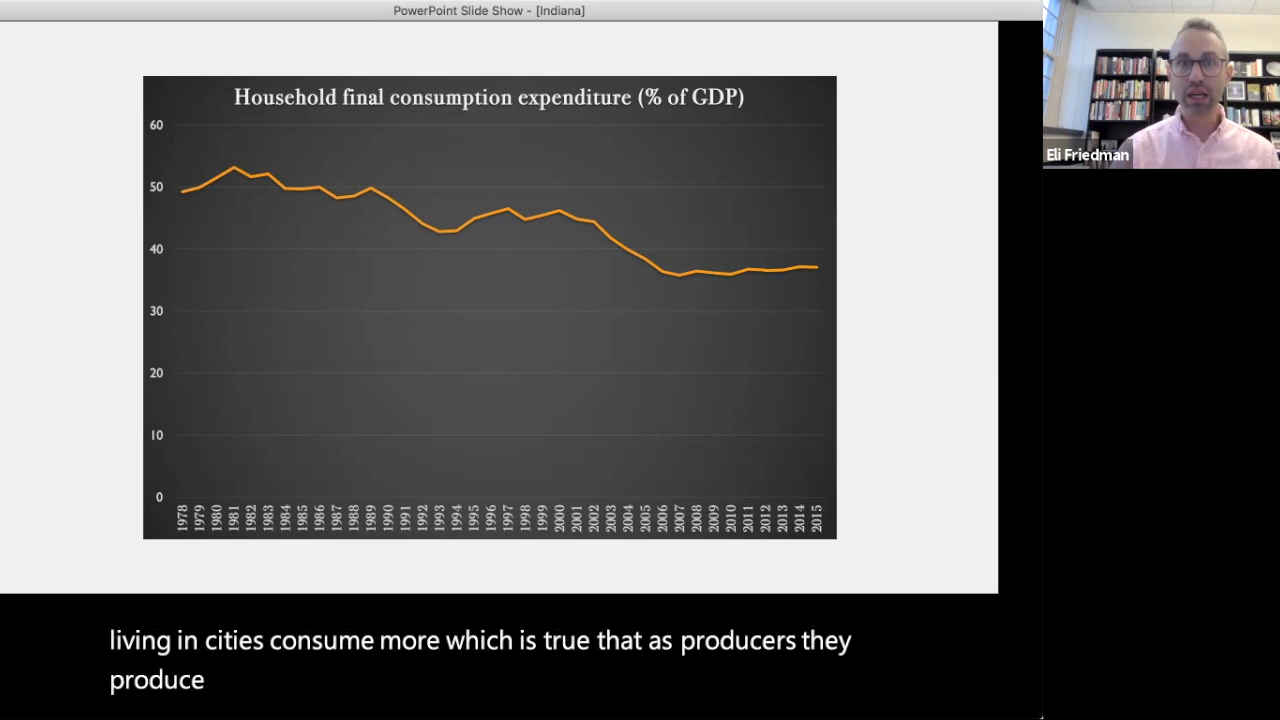 PowerPoint Slide Show - [Indiana]
Household final consumption expenditure (% of GDP)
60
50
40
30
20
10
0
1978 1979 1980 1981 1982 1983 1984 1985 1986 1987 1988 1989 1990 1991 1992 1993 1994 1995 1996 1997 1998 1999 2000 2001 2002 2003 2004 2005 2006 2007 2008 2009 2010 2011 2012 2013 2014 2015
Eli Friedman
living in cities consume more which is true that as producers they
produce